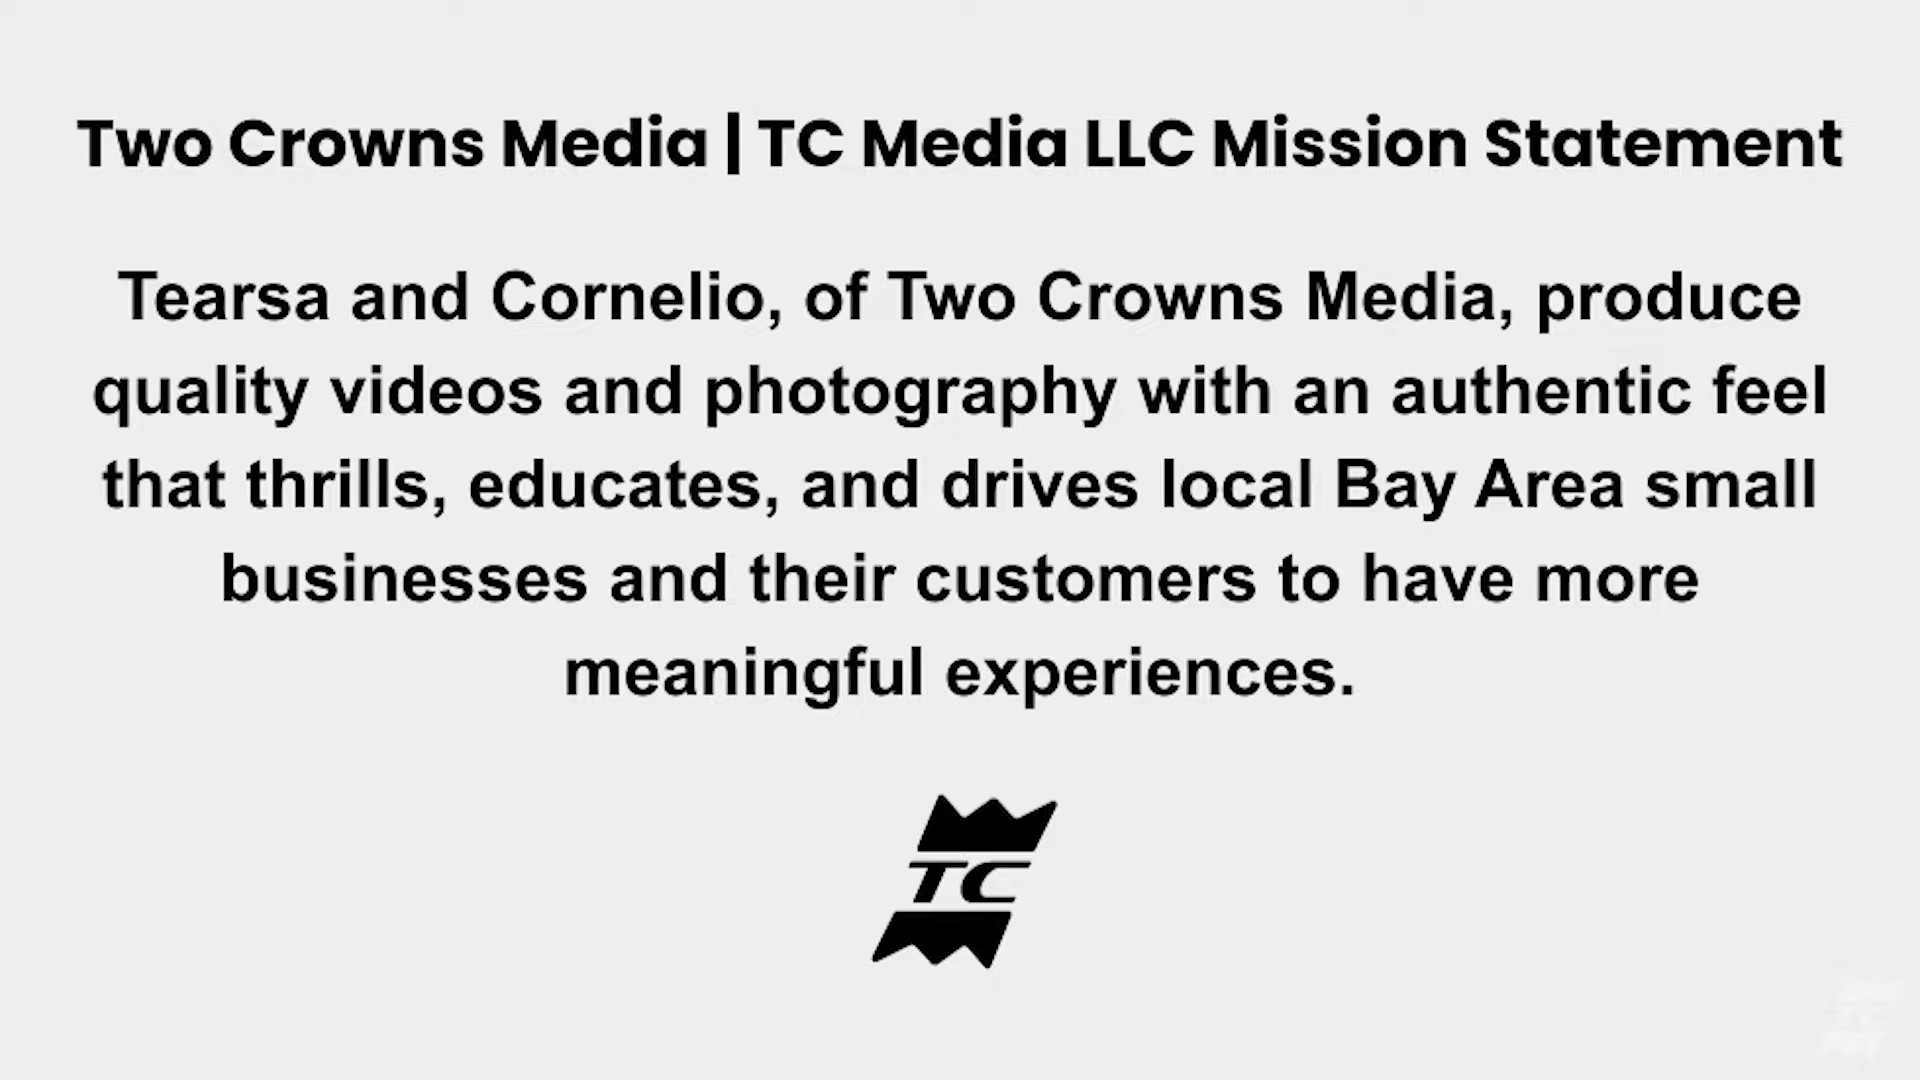 Two Crowns Media | TC Media LLC Mission Statement
Tearsa and Cornelio, of Two Crowns Media, produce
quality videos and photography with an authentic feel
that thrills, educates, and drives local Bay Area small
businesses and their customers to have more
meaningful experiences.
TC
TC